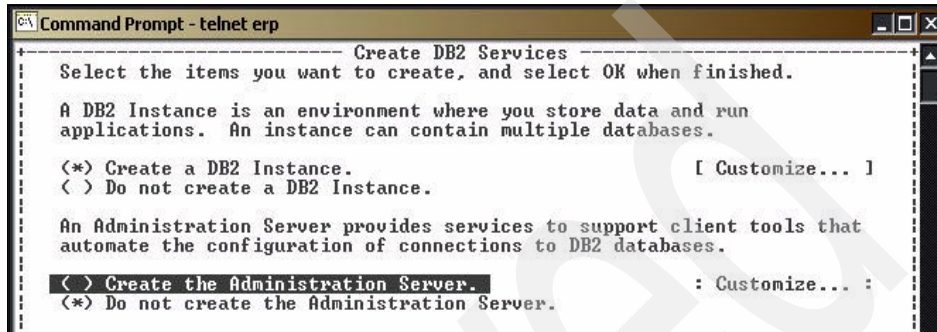 Command Prompt - telnet erp
Create DB2 Services
Select the items you want to create, and select OK when finished.
A DB2 Instance is an environment where you store data and run
applications. An instance can contain multiple databases.
(*) Create a DB2 Instance. [ Customize... ]
( ) Do not create a DB2 Instance.
An Administration Server provides services to support client tools that
automate the configuration of connections to DB2 databases.
( ) Create the Administration Server. : Customize... :
(*) Do not create the Administration Server.